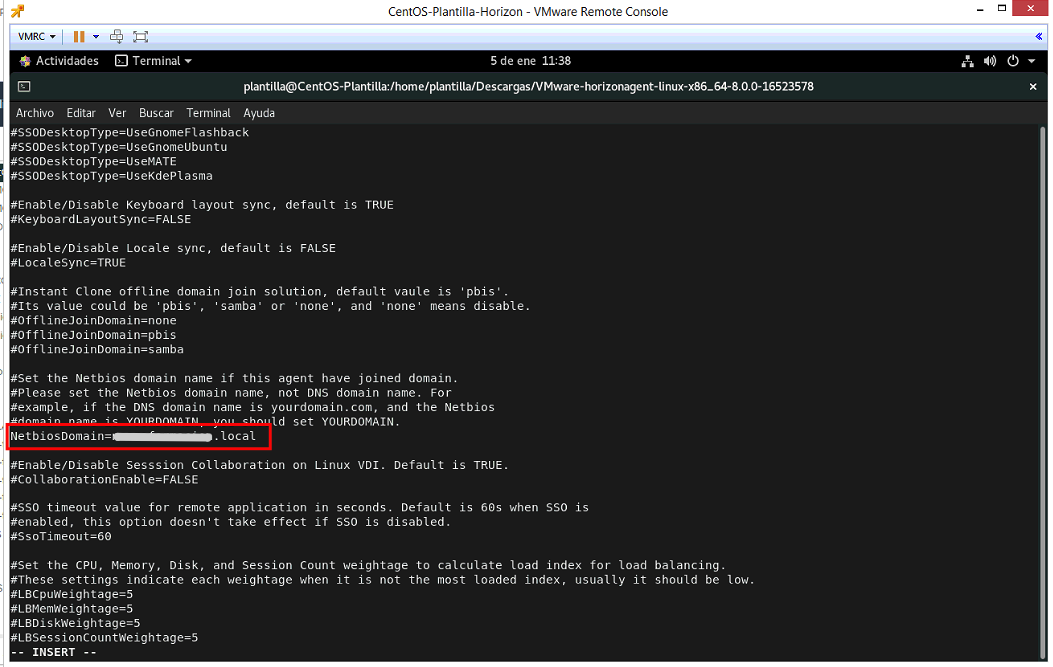 CentOS-Plantilla-Horizon - VMware Remote Console
VMRC
Actividades Terminal 5 de ene 11:38
plantilla@CentOS-Plantilla:/home/plantilla/Descargas/VMware-horizonagent-linux-x86_64-8.0.0-16523578
Archivo Editar Ver Buscar Terminal Ayuda
#SSODesktopType=UseGnomeFlashback
#SSODesktopType=UseGnomeUbuntu
#SSODesktopType=UseMATE
#SSODesktopType=UseKdePlasma
#Enable/Disable Keyboard layout sync, default is TRUE
#KeyboardLayoutSync=FALSE
#Enable/Disable Locale sync, default is FALSE
#LocaleSync=TRUE
#Instant Clone offline domain join solution, default vaule is 'pbis'.
#Its value could be 'pbis', 'samba' or 'none', and 'none' means disable.
#OfflineJoinDomain=none
#OfflineJoinDomain=pbis
#OfflineJoinDomain=samba
#Set the Netbios domain name if this agent have joined domain.
#Please set the Netbios domain name, not DNS domain name. For
#example, if the DNS domain name is yourdomain.com, and the Netbios
#domain name is YOURDOMAIN, you should set YOURDOMAIN.
NetbiosDomain= .local
#Enable/Disable Sesssion Collaboration on Linux VDI. Default is TRUE.
#CollaborationEnable=FALSE
#SSO timeout value for remote application in seconds. Default is 60s when SSO is
#enabled, this option doesn't take effect if SSO is disabled.
#SsoTimeout=60
#Set the CPU, Memory, Disk, and Session Count weightage to calculate load index for load balancing.
#These settings indicate each weightage when it is not the most loaded index, usually it should be low.
#LBCpuWeightage=5
#LBMemWeightage=5
#LBDiskWeightage=5
#LBSessionCountWeightage=5
-- INSERT --